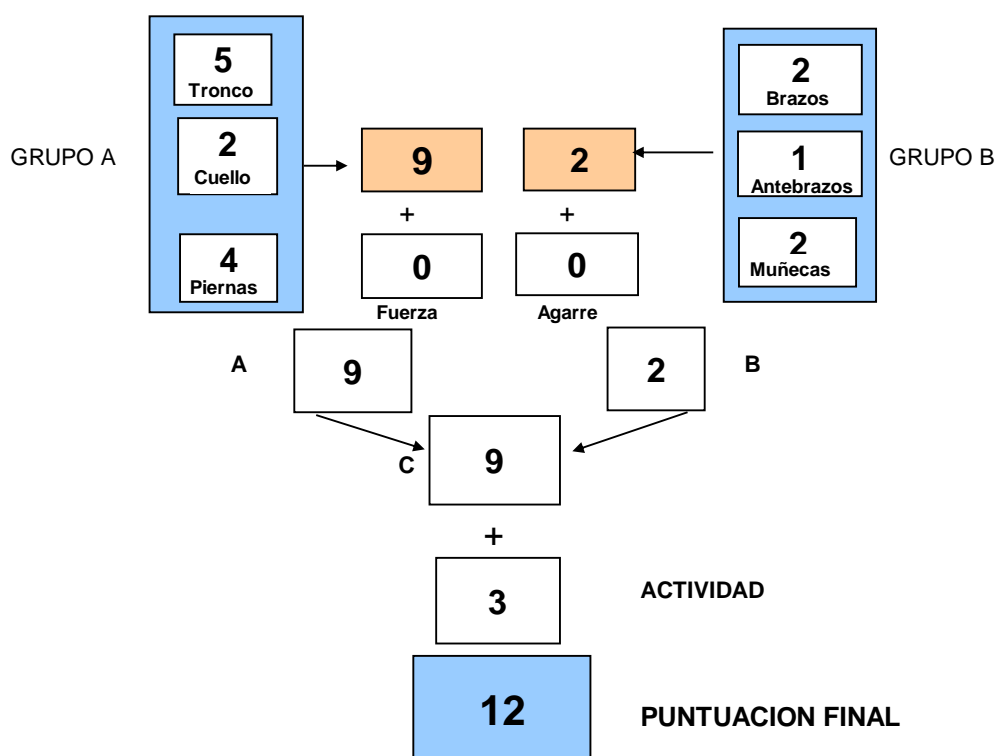 5
Tronco
2
Cuello
4
Piernas
GRUPO A
9
+
0
Fuerza
2
+
0
Agarre
2
Brazos
1
Antebrazos
2
Muñecas
GRUPO B
A
9
2
B
C
9
+
3
ACTIVIDAD
12
PUNTUACION FINAL